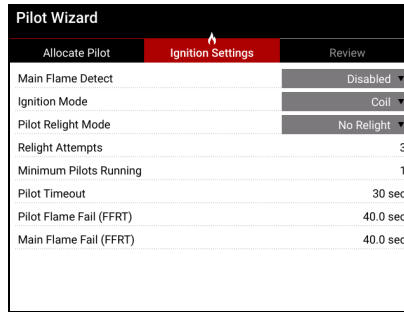 Pilot Wizard
Allocate Pilot Ignition Settings Review
Main Flame Detect Disabled
Ignition Mode Coil
Pilot Relight Mode No Relight
Relight Attempts 3
Minimum Pilots Running 1
Pilot Timeout 30 sec
Pilot Flame Fail (FFRT) 40.0 sec
Main Flame Fail (FFRT) 40.0 sec